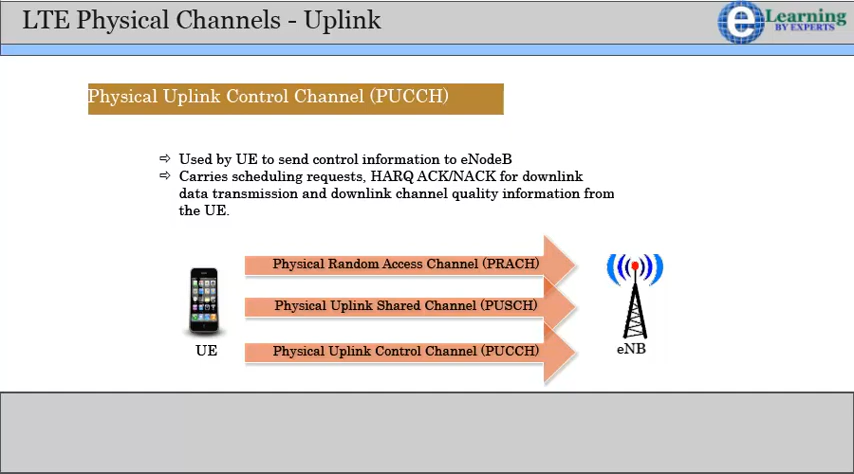 LTE Physical Channels - Uplink
e Learning
BY EXPERTS
Physical Uplink Control Channel (PUCCH)
⇨ Used by UE to send control information to eNodeB
⇨ Carries scheduling requests, HARQ ACK/NACK for downlink
data transmission and downlink channel quality information from
the UE.
Physical Random Access Channel (PRACH)
Physical Uplink Shared Channel (PUSCH)
Physical Uplink Control Channel (PUCCH)
UE
eNB